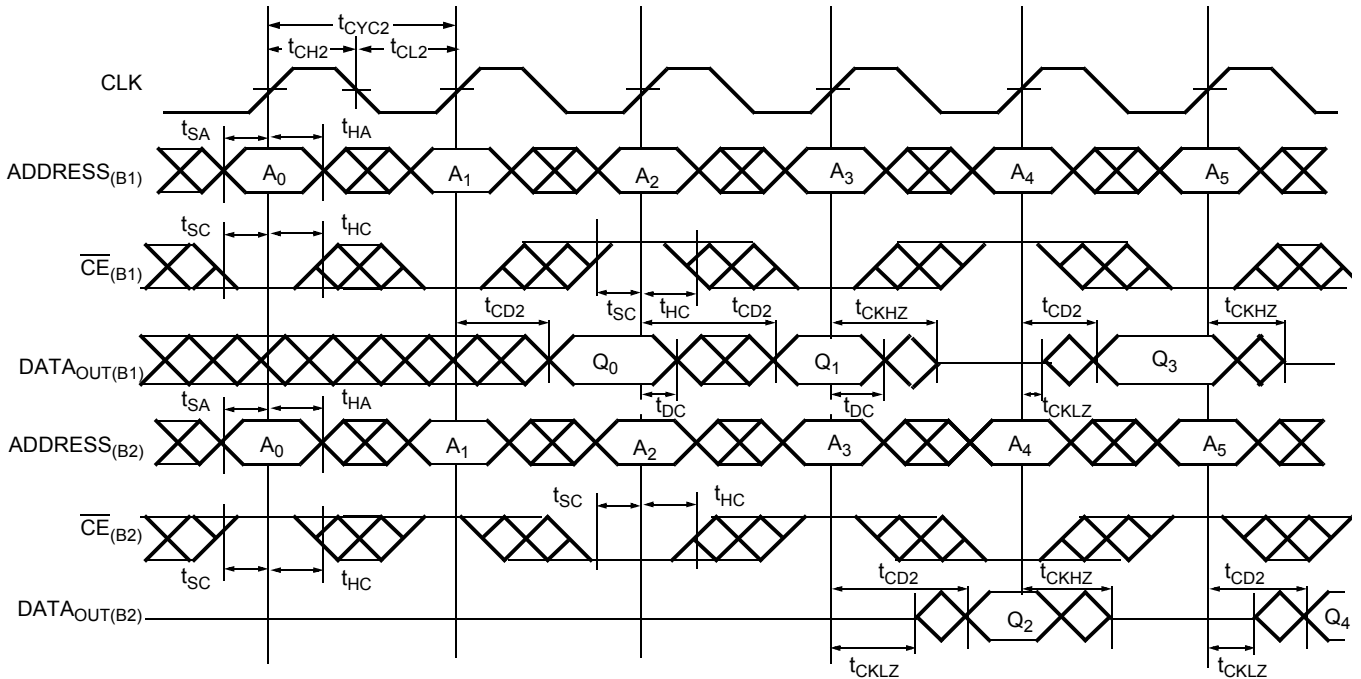 tCYC2
tCH2 tCL2
CLK
tSA tHA
ADDRESS(B1) A0 A1 A2 A3 A4 A5
tSC tHC
CE(B1)
tCD2 tSC tHC tCD2 tCKHZ tCD2 tCKHZ
DATAOUT(B1) Q0 Q1 Q3
tSA tHA tDC tDC tCKLZ
ADDRESS(B2) A0 A1 A2 A3 A4 A5
tSC tHC
CE(B2)
tSC tHC tCD2 tCKHZ tCD2
DATAOUT(B2) Q2 Q4
tCKLZ tCKLZ